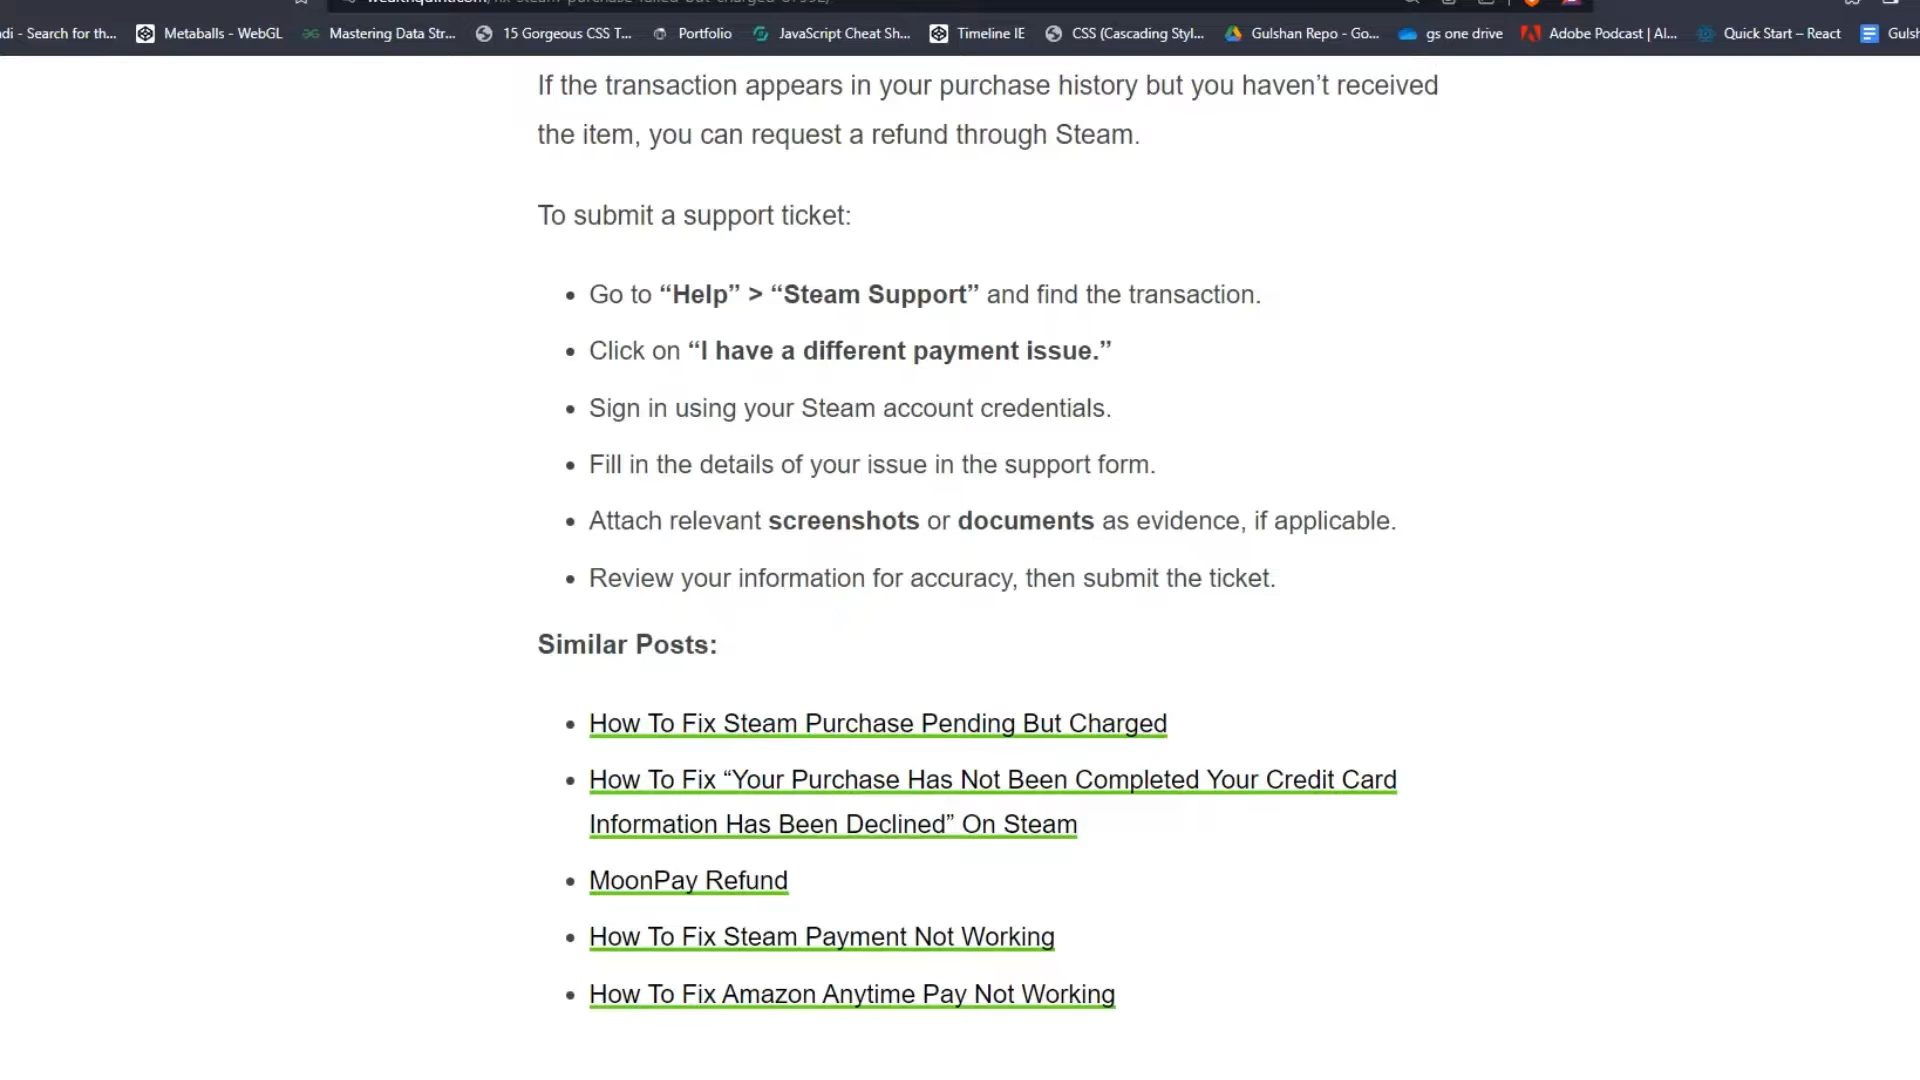 di - Search for th...
Metaballs - WebGL
Mastering Data Str...
15 Gorgeous CSS T...
Portfolio
JavaScript Cheat Sh...
Timeline IE
CSS (Cascading Styl...
Gulshan Repo - Go...
gs one drive
Adobe Podcast | AI...
Quick Start – React
If the transaction appears in your purchase history but you haven’t received
the item, you can request a refund through Steam.
To submit a support ticket:
Go to “Help” > “Steam Support” and find the transaction.
Click on “I have a different payment issue.”
Sign in using your Steam account credentials.
Fill in the details of your issue in the support form.
Attach relevant screenshots or documents as evidence, if applicable.
Review your information for accuracy, then submit the ticket.
Similar Posts:
How To Fix Steam Purchase Pending But Charged
How To Fix “Your Purchase Has Not Been Completed Your Credit Card
Information Has Been Declined” On Steam
MoonPay Refund
How To Fix Steam Payment Not Working
How To Fix Amazon Anytime Pay Not Working